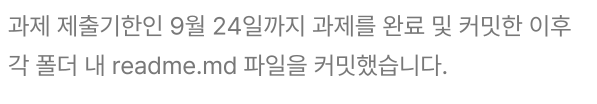 과제 제출기한인 9월 24일까지 과제를 완료 및 커밋한 이후
각 폴더 내 readme.md 파일을 커밋했습니다.